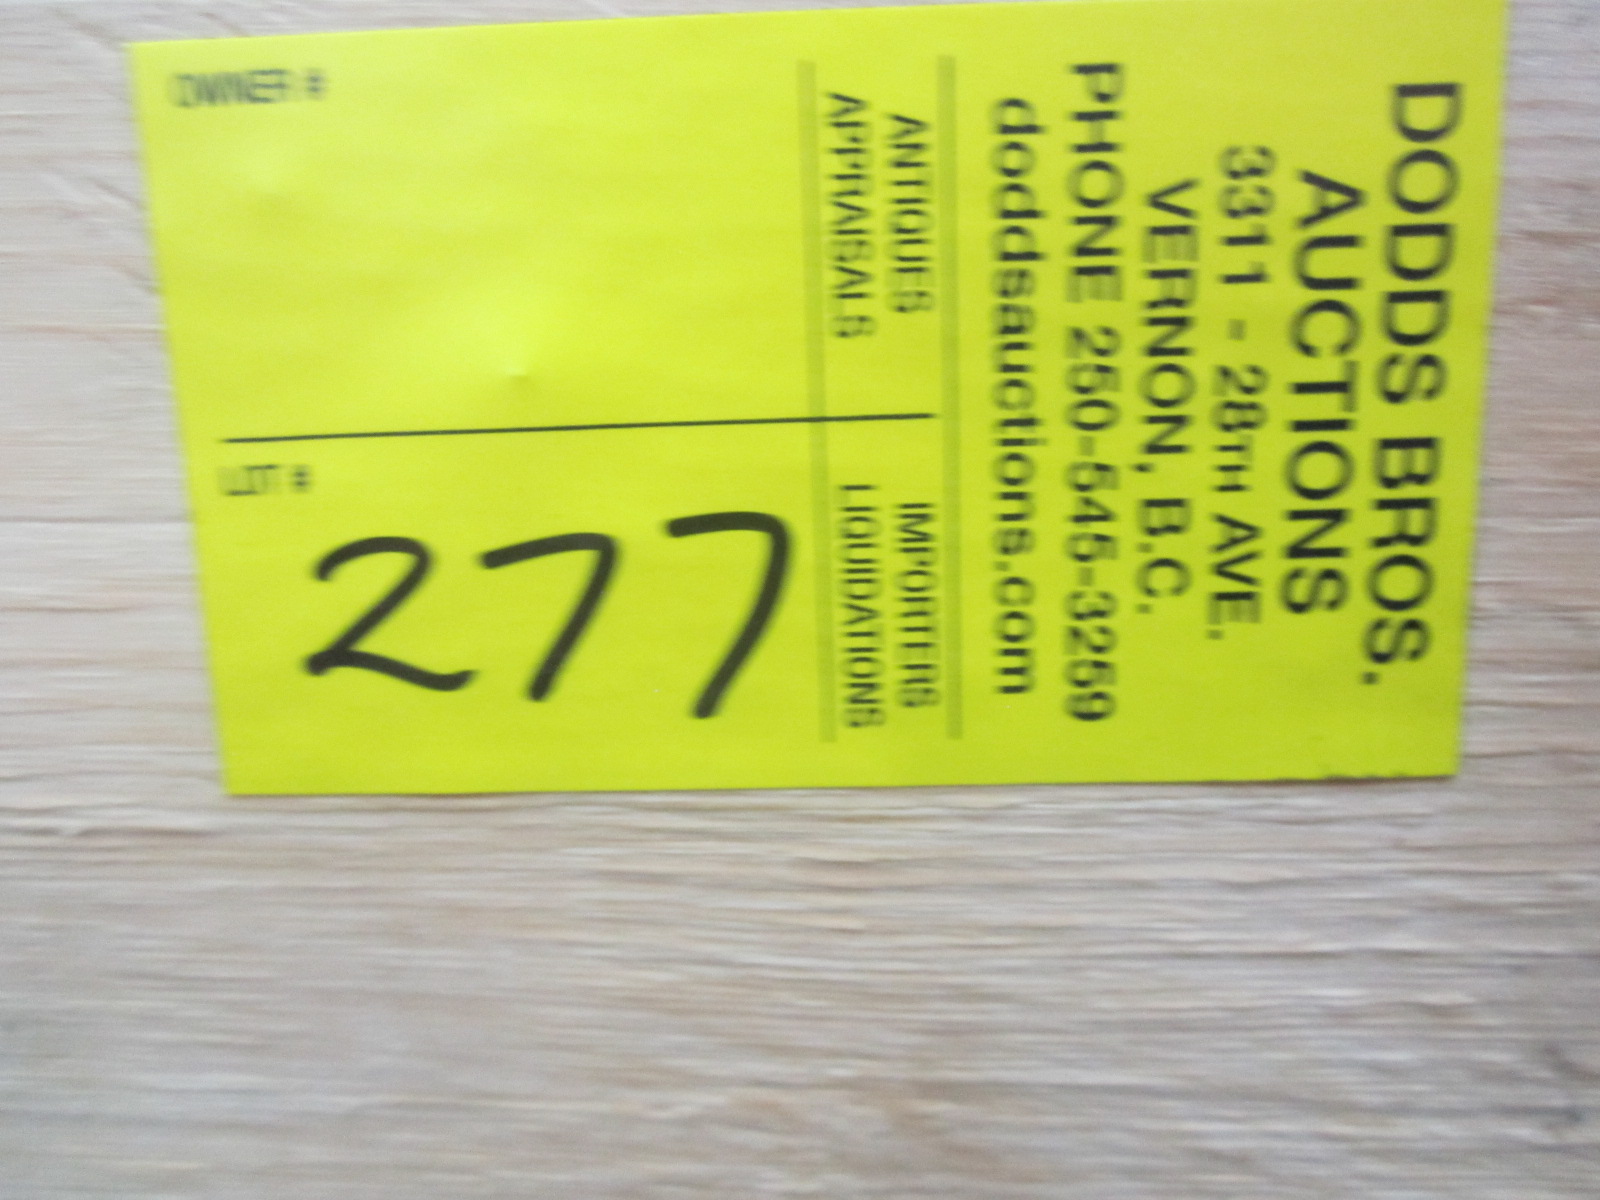 DODDS BROS.
AUCTIONS
3311 - 28TH AVE.
VERNON, B.C.
PHONE 250-545-3259
doddsauctions.com
ANTIQUES IMPORTERS
APPRAISALS LIQUIDATIONS
OWNER #
LOT #
277